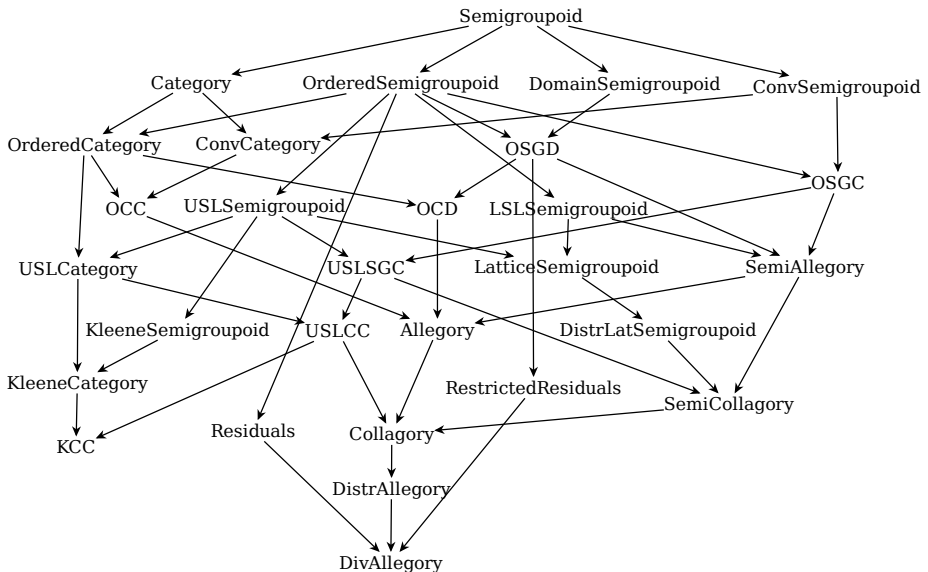 Semigroupoid
Category
OrderedSemigroupoid
DomainSemigroupoid
ConvSemigroupoid
OrderedCategory
ConvCategory
OSGD
OSGC
OCC
USLSemigroupoid
OCD
LSLSemigroupoid
USLCategory
USLSGC
LatticeSemigroupoid
SemiAllegory
KleeneSemigroupoid
USLCC
Allegory
DistrLatSemigroupoid
KleeneCategory
RestrictedResiduals
SemiCollagory
KCC
Residuals
Collagory
DistrAllegory
DivAllegory